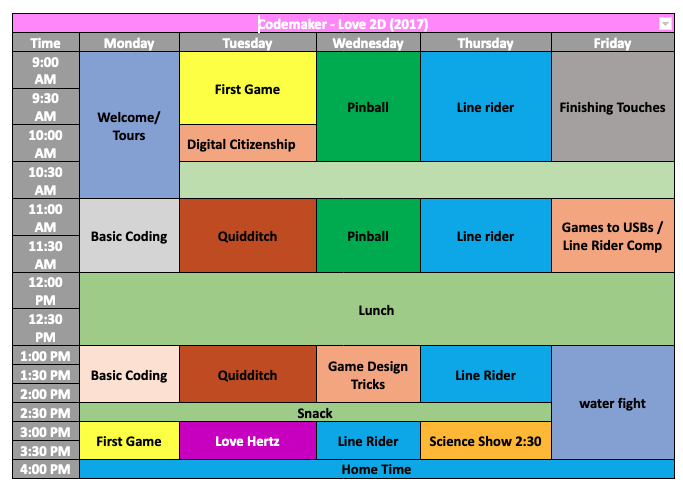 Codemaker - Love 2D (2017)
Time Monday Tuesday Wednesday Thursday Friday
9:00
AM
9:30
AM
10:00
AM
10:30
AM
Welcome/
Tours
First Game
Digital Citizenship
Pinball
Line rider
Finishing Touches
11:00
AM
11:30
AM
Basic Coding
Quidditch
Pinball
Line rider
Games to USBs /
Line Rider Comp
12:00
PM
12:30
PM
Lunch
1:00 PM
1:30 PM
2:00 PM
Basic Coding
Quidditch
Game Design
Tricks
Line Rider
water fight
2:30 PM
Snack
3:00 PM
3:30 PM
First Game
Love Hertz
Line Rider
Science Show 2:30
4:00 PM
Home Time